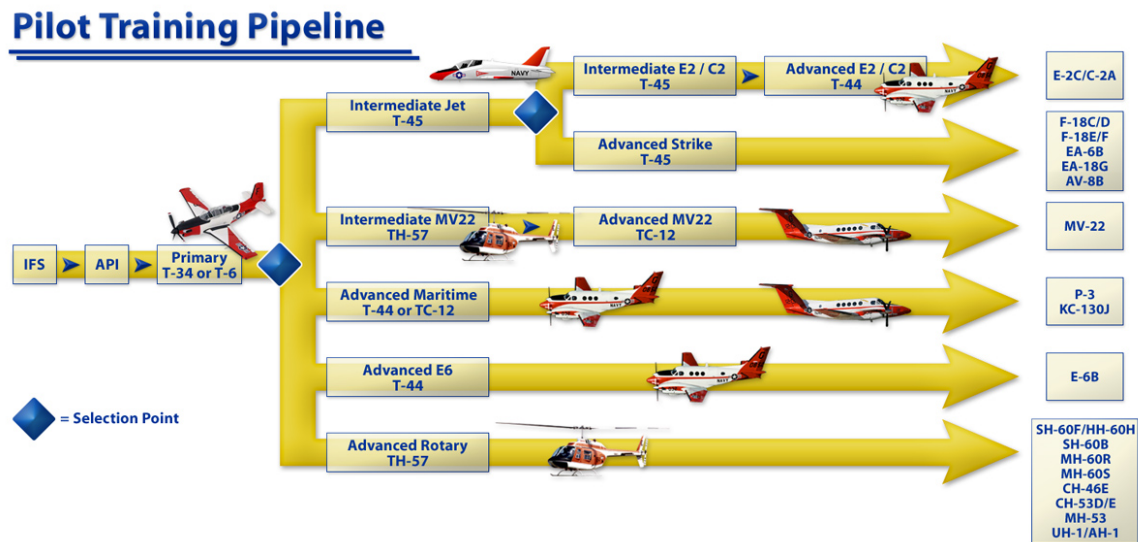 Pilot Training Pipeline
IFS
API
Primary
T-34 or T-6
= Selection Point
Intermediate Jet
T-45
NAVY
Intermediate E2 / C2
T-45
Advanced E2 / C2
T-44
E-2C/C-2A
Advanced Strike
T-45
F-18C/D
F-18E/F
EA-6B
EA-18G
AV-8B
Intermediate MV22
TH-57
Advanced MV22
TC-12
MV-22
Advanced Maritime
T-44 or TC-12
P-3
KC-130J
Advanced E6
T-44
E-6B
Advanced Rotary
TH-57
SH-60F/HH-60H
SH-60B
MH-60R
MH-60S
CH-46E
CH-53D/E
MH-53
UH-1/AH-1